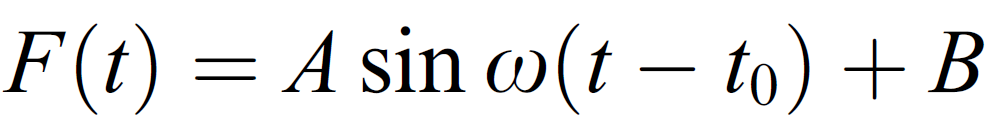 F(t) = A sin ω(t − t₀) + B